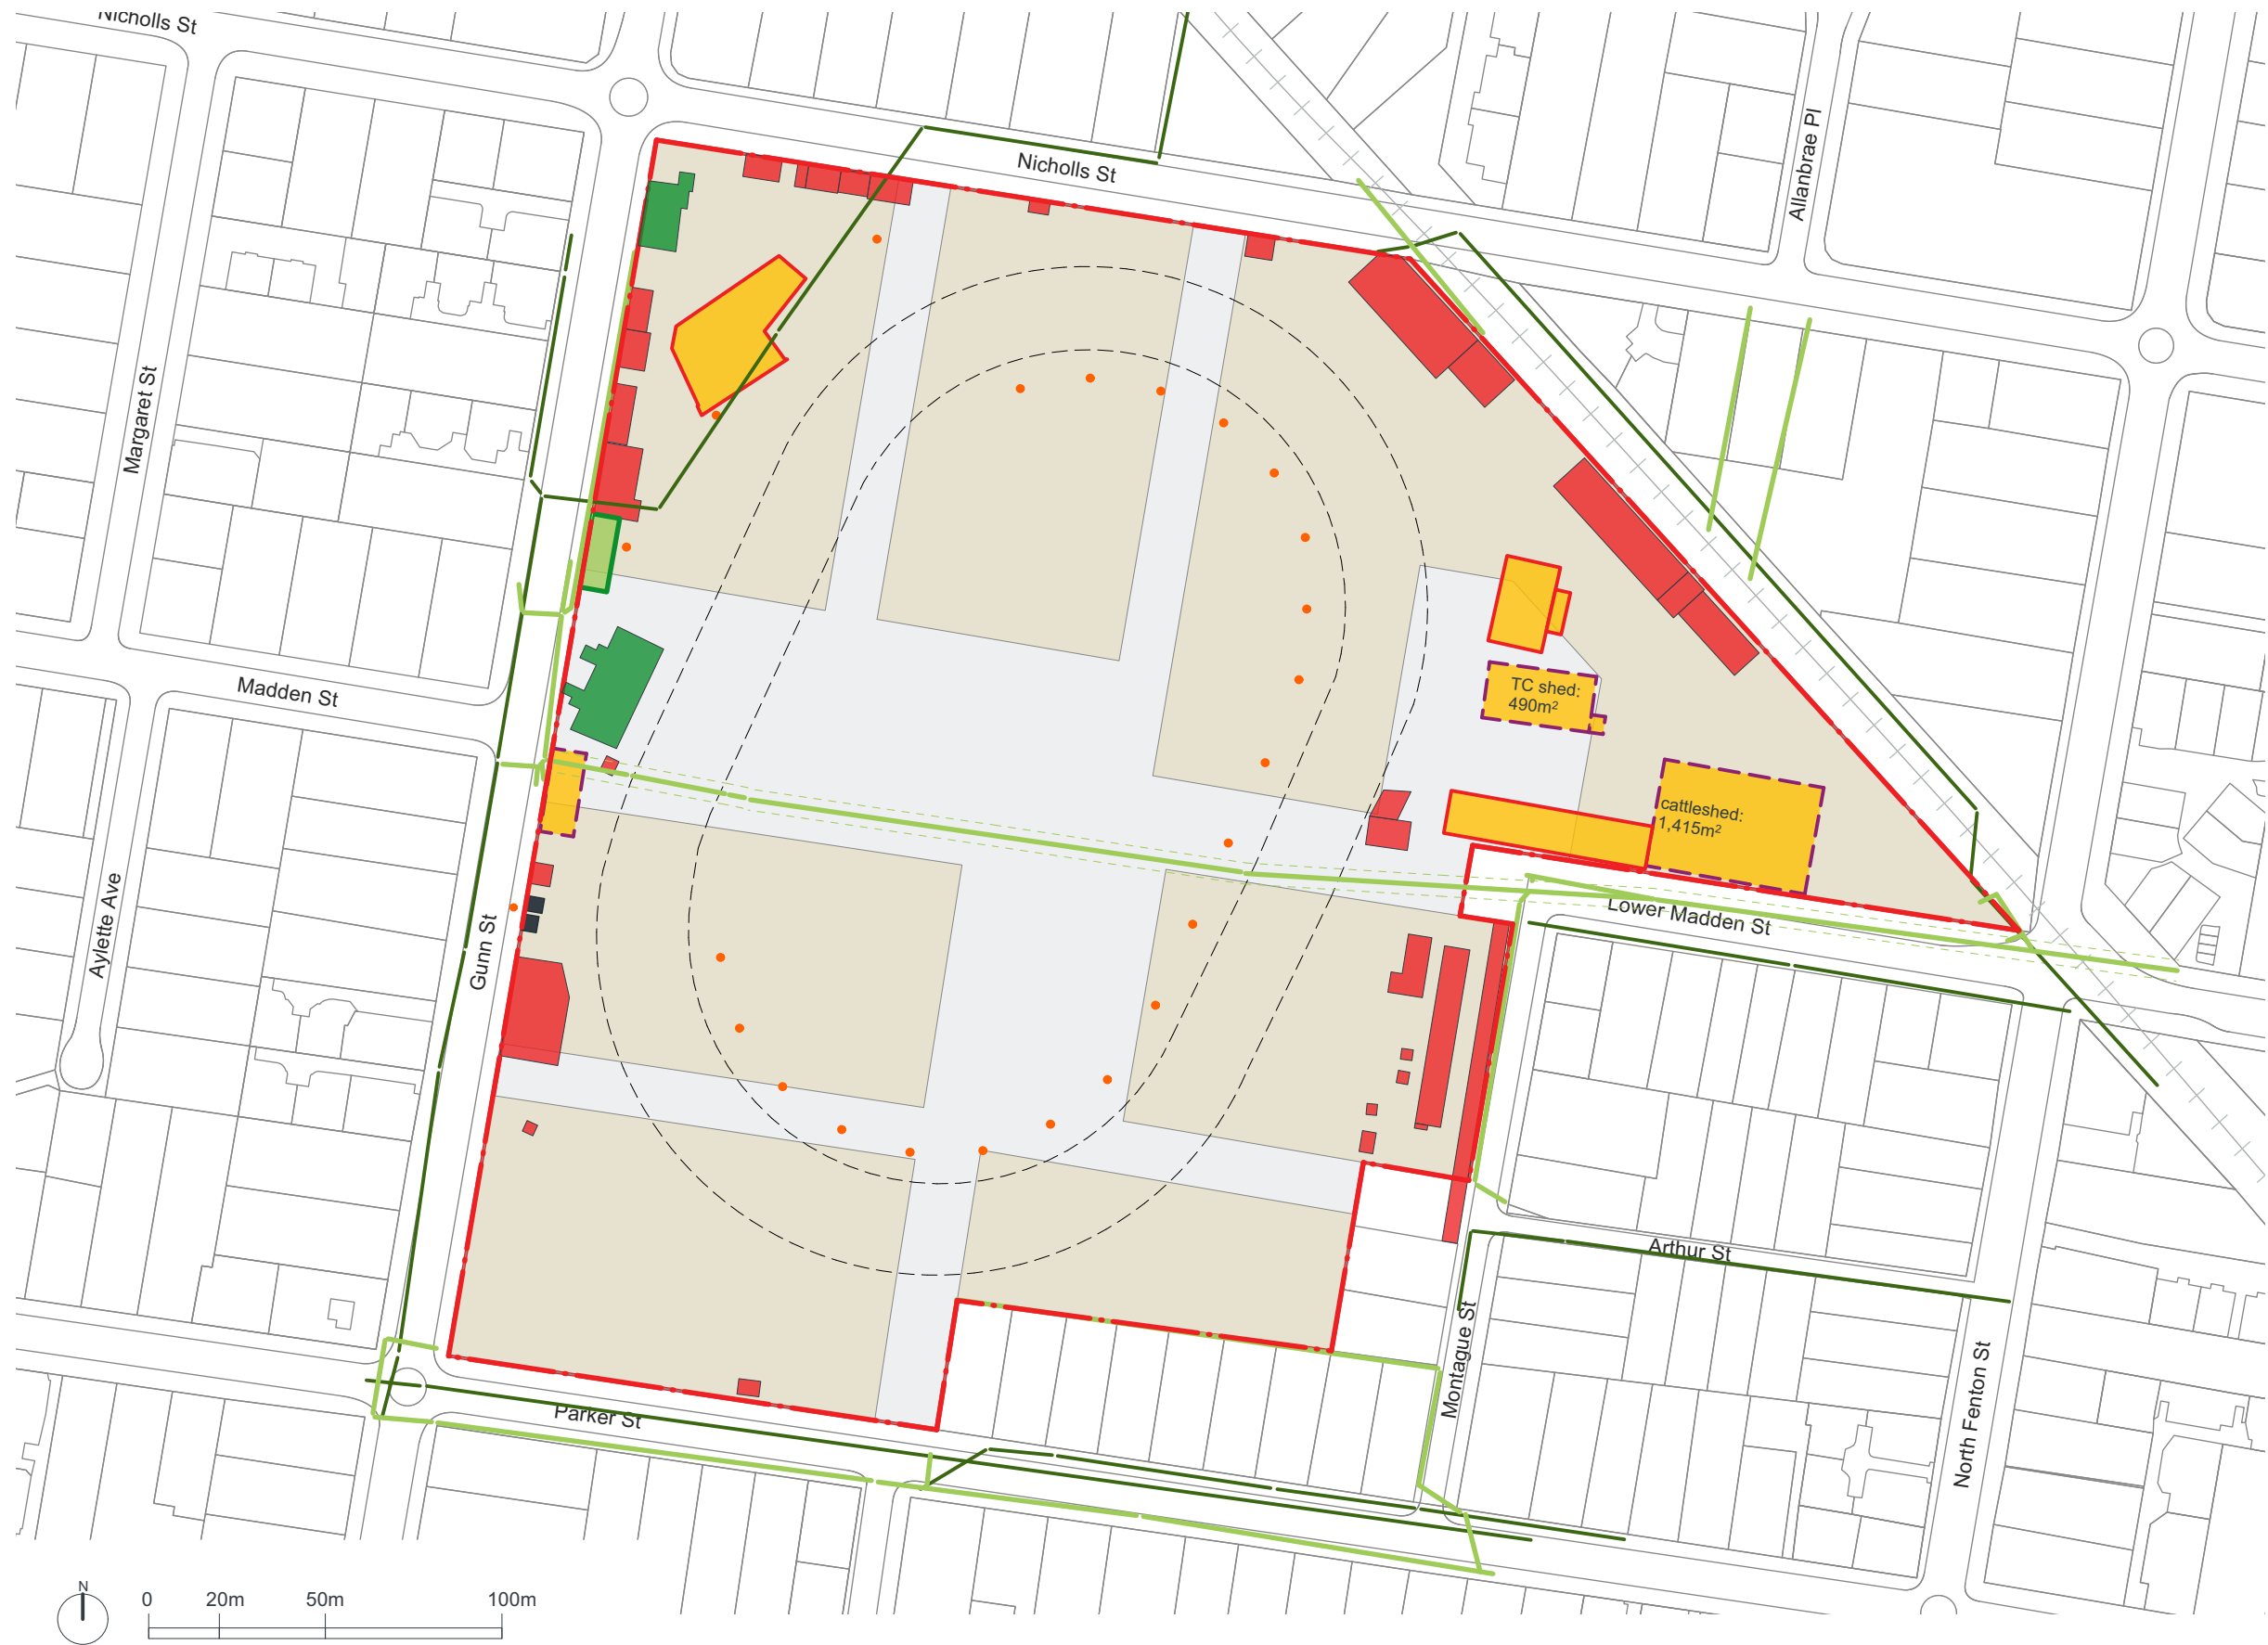 Nicholls St
Nicholls St
Allanbrae Pl
Margaret St
Madden St
TC shed:
490m²
cattleshed:
1,415m²
Aylette Ave
Gunn St
Lower Madden St
Arthur St
Montague St
North Fenton St
Parker St
N
0 20m 50m 100m